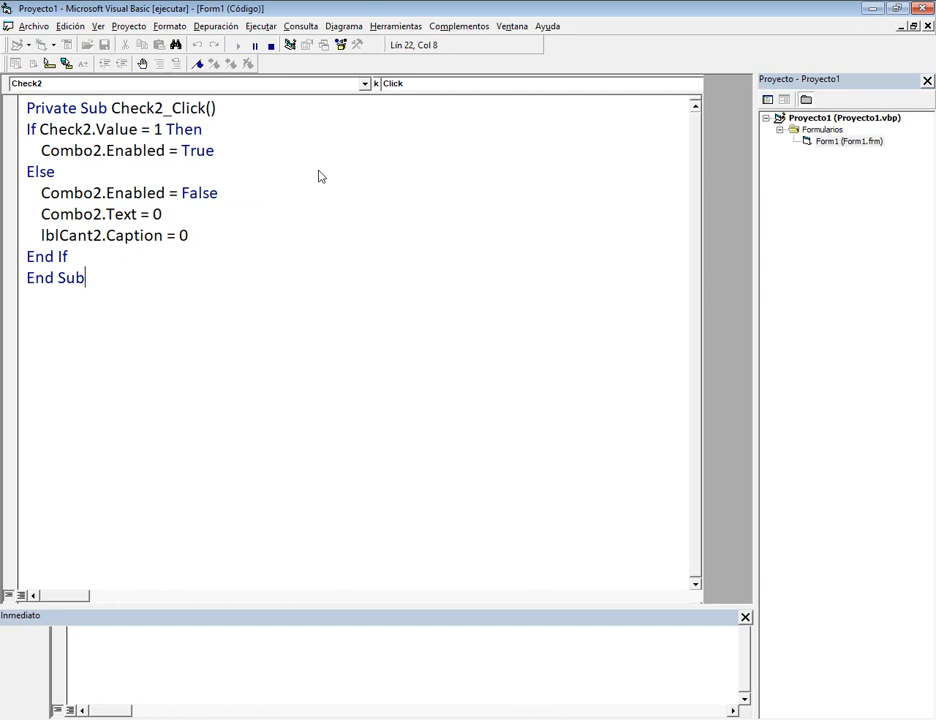 Proyecto1 - Microsoft Visual Basic [ejecutar] - [Form1 (Código)]
Archivo Edición Ver Proyecto Formato Depuración Ejecutar Consulta Diagrama Herramientas Complementos Ventana Ayuda
Lín 22, Col 8
Check2
k Click
Proyecto - Proyecto1
Private Sub Check2_Click()
If Check2.Value = 1 Then
Combo2.Enabled = True
Else
Combo2.Enabled = False
Combo2.Text = 0
lblCant2.Caption = 0
End If
End Sub
Proyecto1 (Proyecto1.vbp)
Formularios
Form1 (Form1.frm)
Inmediato